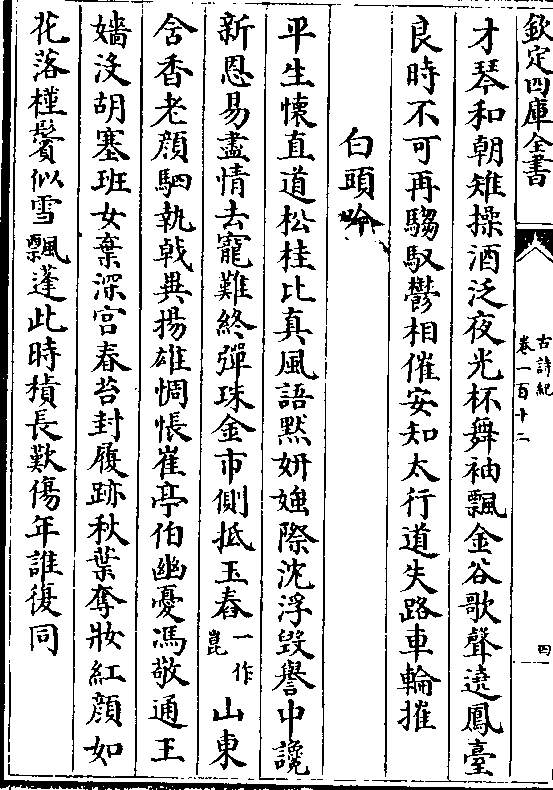 欽定四庫全書
古詩紀
卷一百十二
四
才琴和朝雉操酒泛夜光杯舞袖飄金谷歌聲遶鳳臺
良時不可再騶馭鬱相催安知太行道失路車輪摧
白頭吟
平生懷直道松桂比真風語默妍媸際沈浮毀譽中讒
新恩易盡情去寵難終彈珠金市側抵玉舂一作崑山東
含香老顔駟執戟異揚雄惆悵崔亭伯幽憂馮敬通王
嬙沒胡塞班女棄深宮春苔封履跡秋葉奪妝紅顔如
花落槿鬢似雪飄蓬此時積長歎傷年誰復同